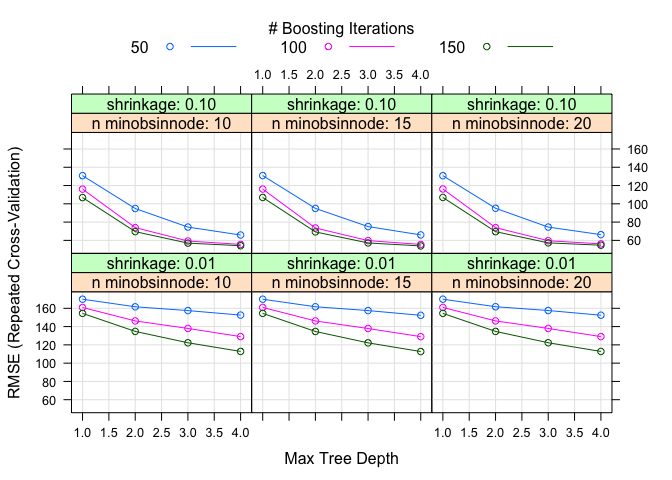 # Boosting Iterations
50 100 150
1.0 1.5 2.0 2.5 3.0 3.5 4.0
shrinkage: 0.10 shrinkage: 0.10 shrinkage: 0.10
n minobsinnode: 10 n minobsinnode: 15 n minobsinnode: 20
160
140
120
100
80
60
shrinkage: 0.01 shrinkage: 0.01 shrinkage: 0.01
n minobsinnode: 10 n minobsinnode: 15 n minobsinnode: 20
160
140
120
100
80
60
RMSE (Repeated Cross-Validation)
1.0 1.5 2.0 2.5 3.0 3.5 4.0 1.0 1.5 2.0 2.5 3.0 3.5 4.0
Max Tree Depth